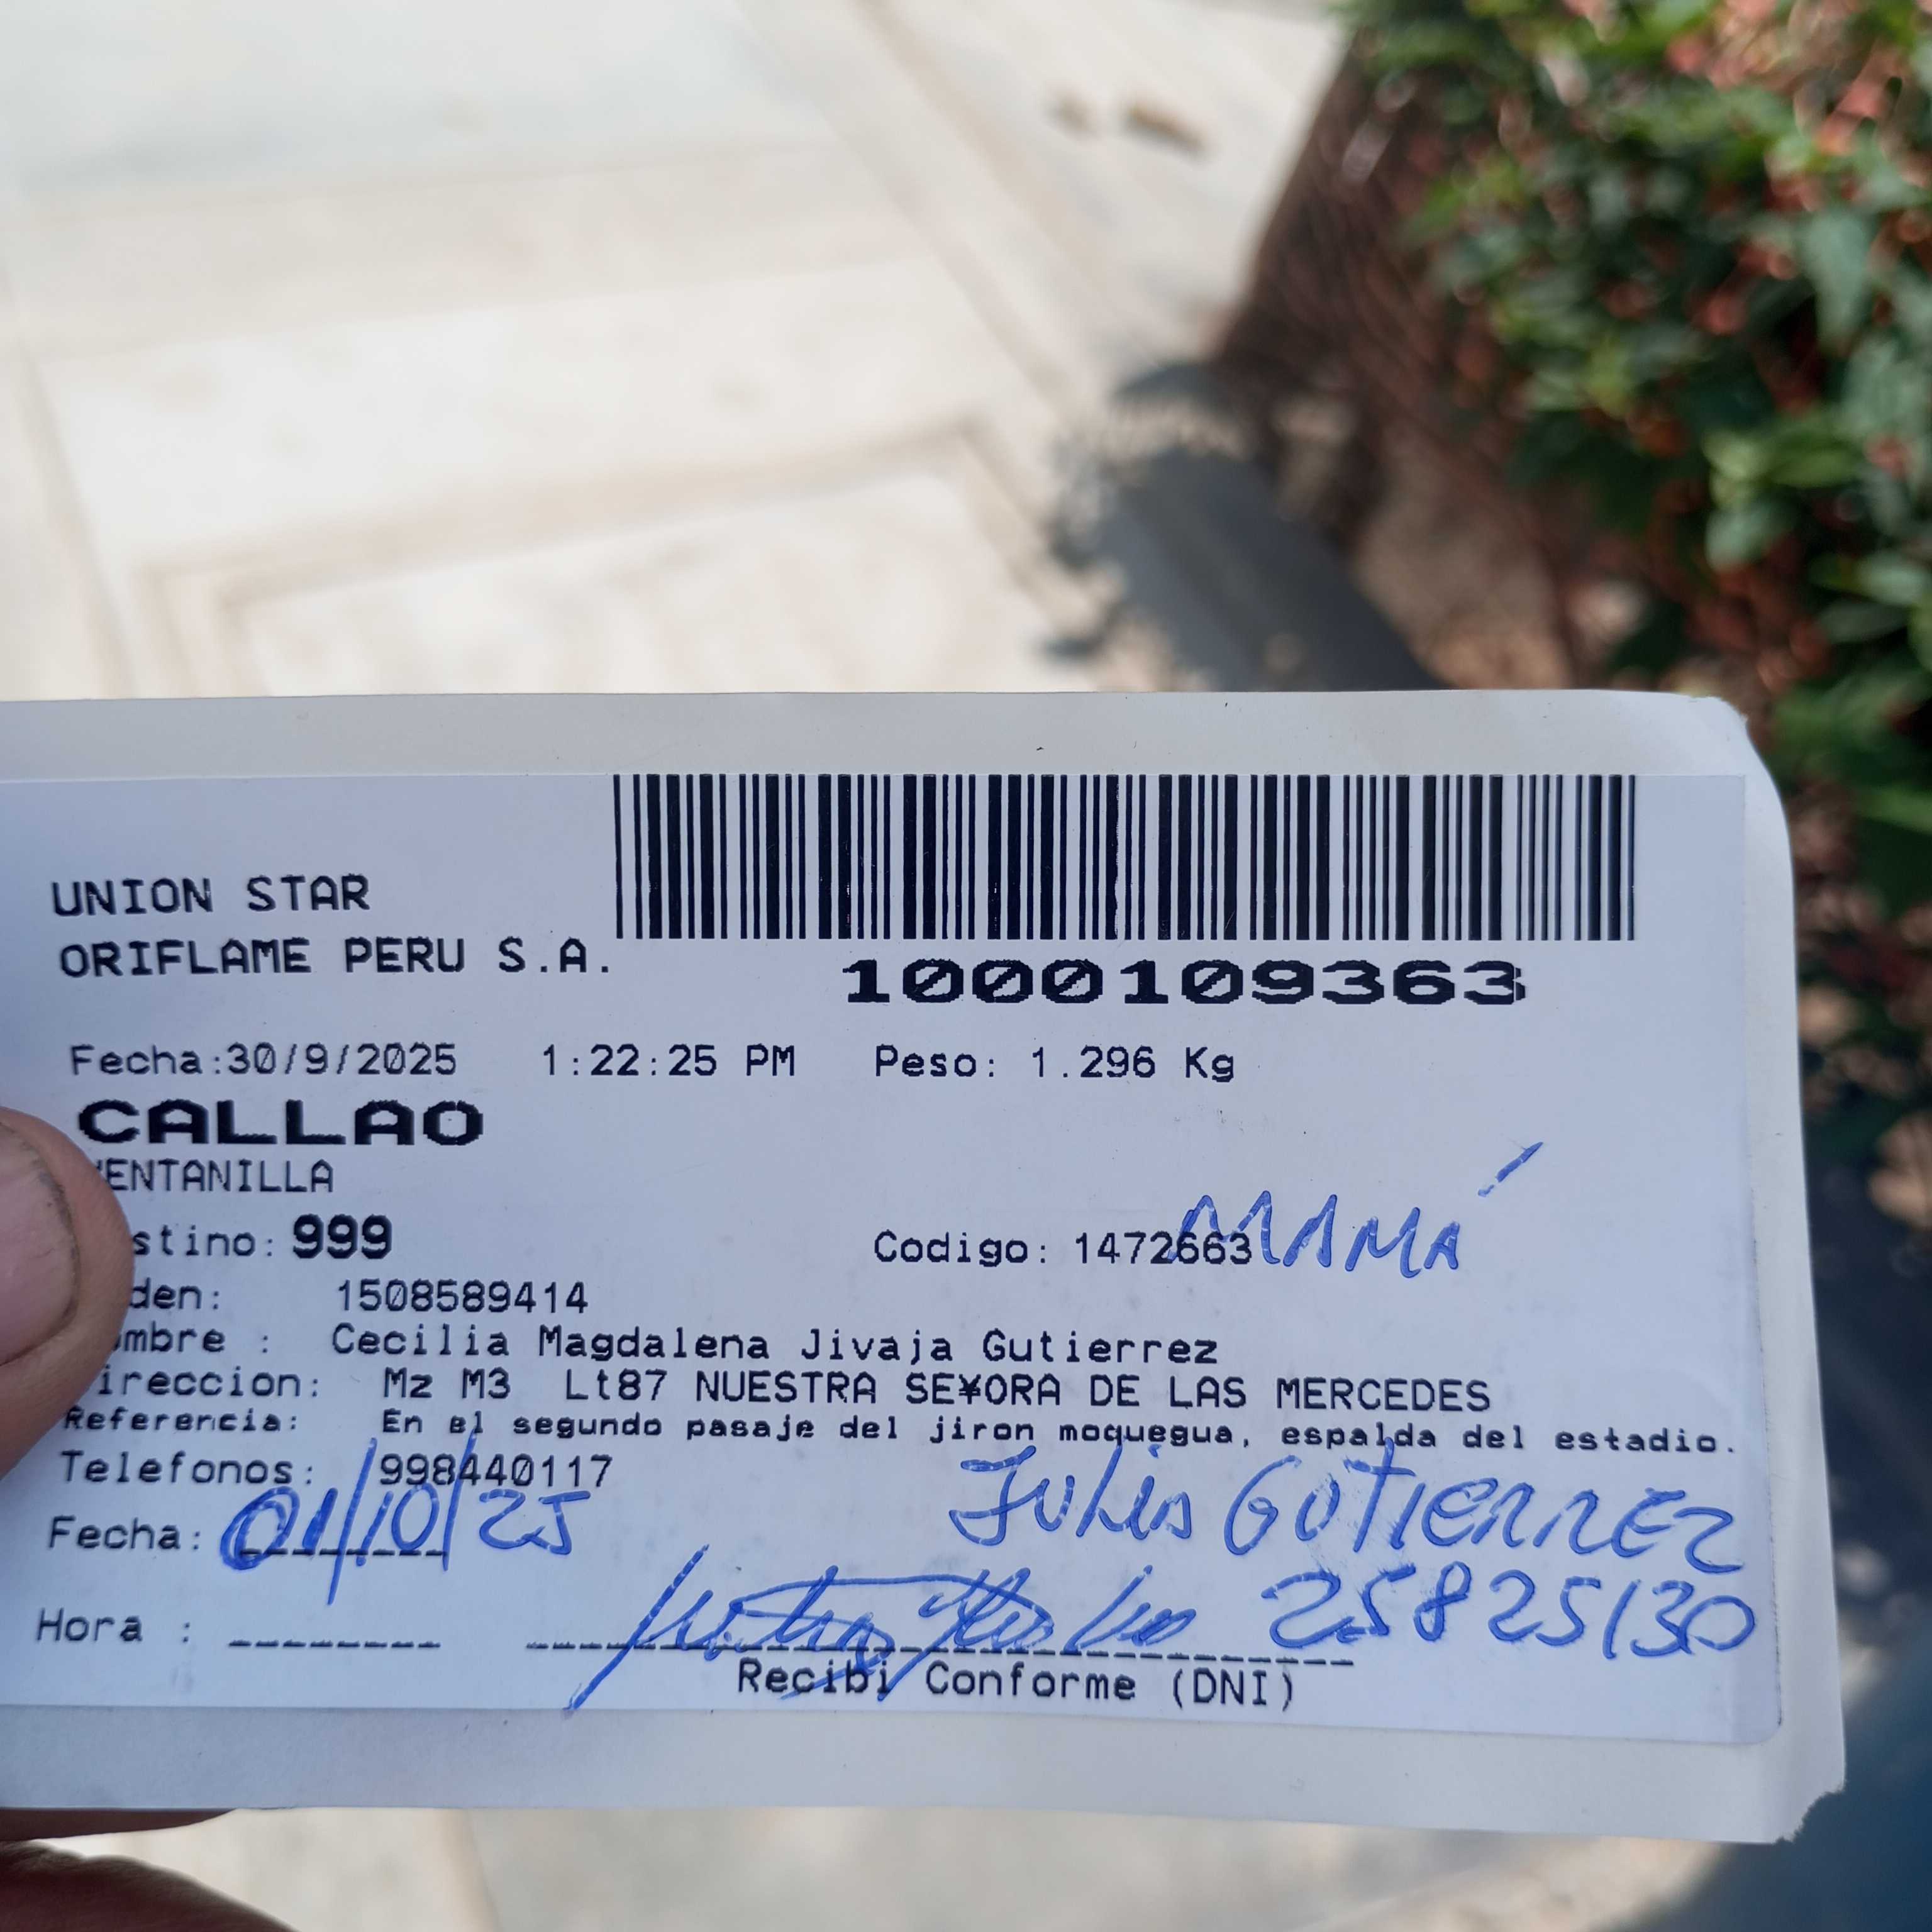 UNION STAR
ORIFLAME PERU S.A.
1000109363
Fecha:30/9/2025 1:22:25 PM Peso: 1.296 Kg
CALLAO
VENTANILLA
stino: 999 Codigo: 1472663 MAMÁ
den: 1508589414
ombre : Cecilia Magdalena Jivaja Gutierrez
ireccion: Mz M3 Lt87 NUESTRA SE¥ORA DE LAS MERCEDES
Referencia: En el segundo pasaje del jiron moquegua, espalda del estadio.
Telefonos: 998440117
Fecha: 01/10/25 GUTIERREZ
Hora : 25825130
Recibi Conforme (DNI)